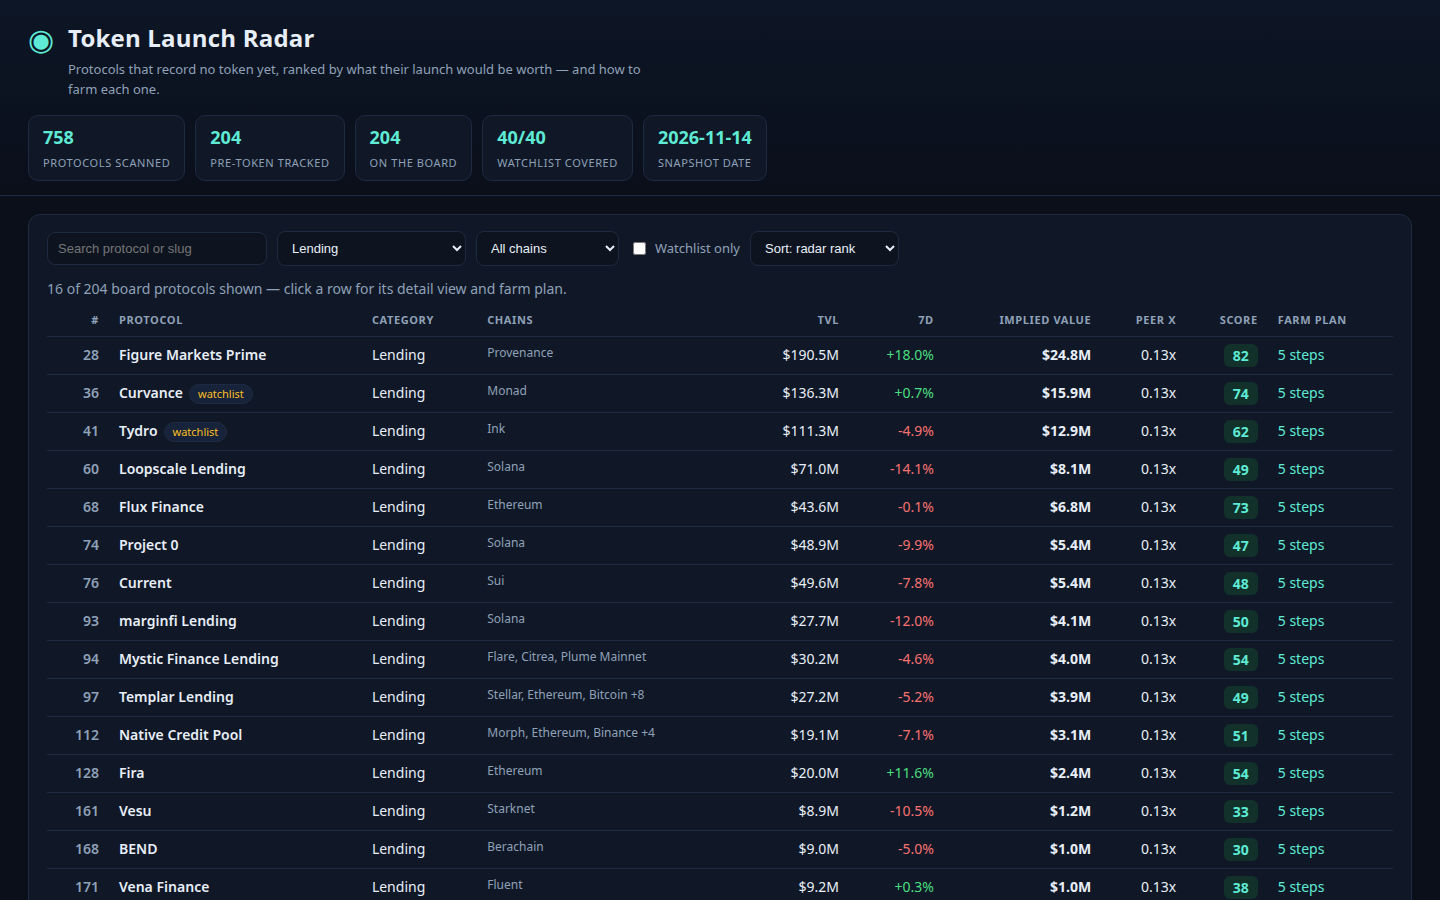 Token Launch Radar
Protocols that record no token yet, ranked by what their launch would be worth — and how to
farm each one.
758
PROTOCOLS SCANNED
204
PRE-TOKEN TRACKED
204
ON THE BOARD
40/40
WATCHLIST COVERED
2026-11-14
SNAPSHOT DATE
Search protocol or slug
Lending
All chains
Watchlist only
Sort: radar rank
16 of 204 board protocols shown — click a row for its detail view and farm plan.
# PROTOCOL CATEGORY CHAINS TVL 7D IMPLIED VALUE PEER X SCORE FARM PLAN
28 Figure Markets Prime Lending Provenance $190.5M +18.0% $24.8M 0.13x 82 5 steps
36 Curvance watchlist Lending Monad $136.3M +0.7% $15.9M 0.13x 74 5 steps
41 Tydro watchlist Lending Ink $111.3M -4.9% $12.9M 0.13x 62 5 steps
60 Loopscale Lending Lending Solana $71.0M -14.1% $8.1M 0.13x 49 5 steps
68 Flux Finance Lending Ethereum $43.6M -0.1% $6.8M 0.13x 73 5 steps
74 Project 0 Lending Solana $48.9M -9.9% $5.4M 0.13x 47 5 steps
76 Current Lending Sui $49.6M -7.8% $5.4M 0.13x 48 5 steps
93 marginfi Lending Lending Solana $27.7M -12.0% $4.1M 0.13x 50 5 steps
94 Mystic Finance Lending Lending Flare, Citrea, Plume Mainnet $30.2M -4.6% $4.0M 0.13x 54 5 steps
97 Templar Lending Lending Stellar, Ethereum, Bitcoin +8 $27.2M -5.2% $3.9M 0.13x 49 5 steps
112 Native Credit Pool Lending Morph, Ethereum, Binance +4 $19.1M -7.1% $3.1M 0.13x 51 5 steps
128 Fira Lending Ethereum $20.0M +11.6% $2.4M 0.13x 54 5 steps
161 Vesu Lending Starknet $8.9M -10.5% $1.2M 0.13x 33 5 steps
168 BEND Lending Berachain $9.0M -5.0% $1.0M 0.13x 30 5 steps
171 Vena Finance Lending Fluent $9.2M +0.3% $1.0M 0.13x 38 5 steps